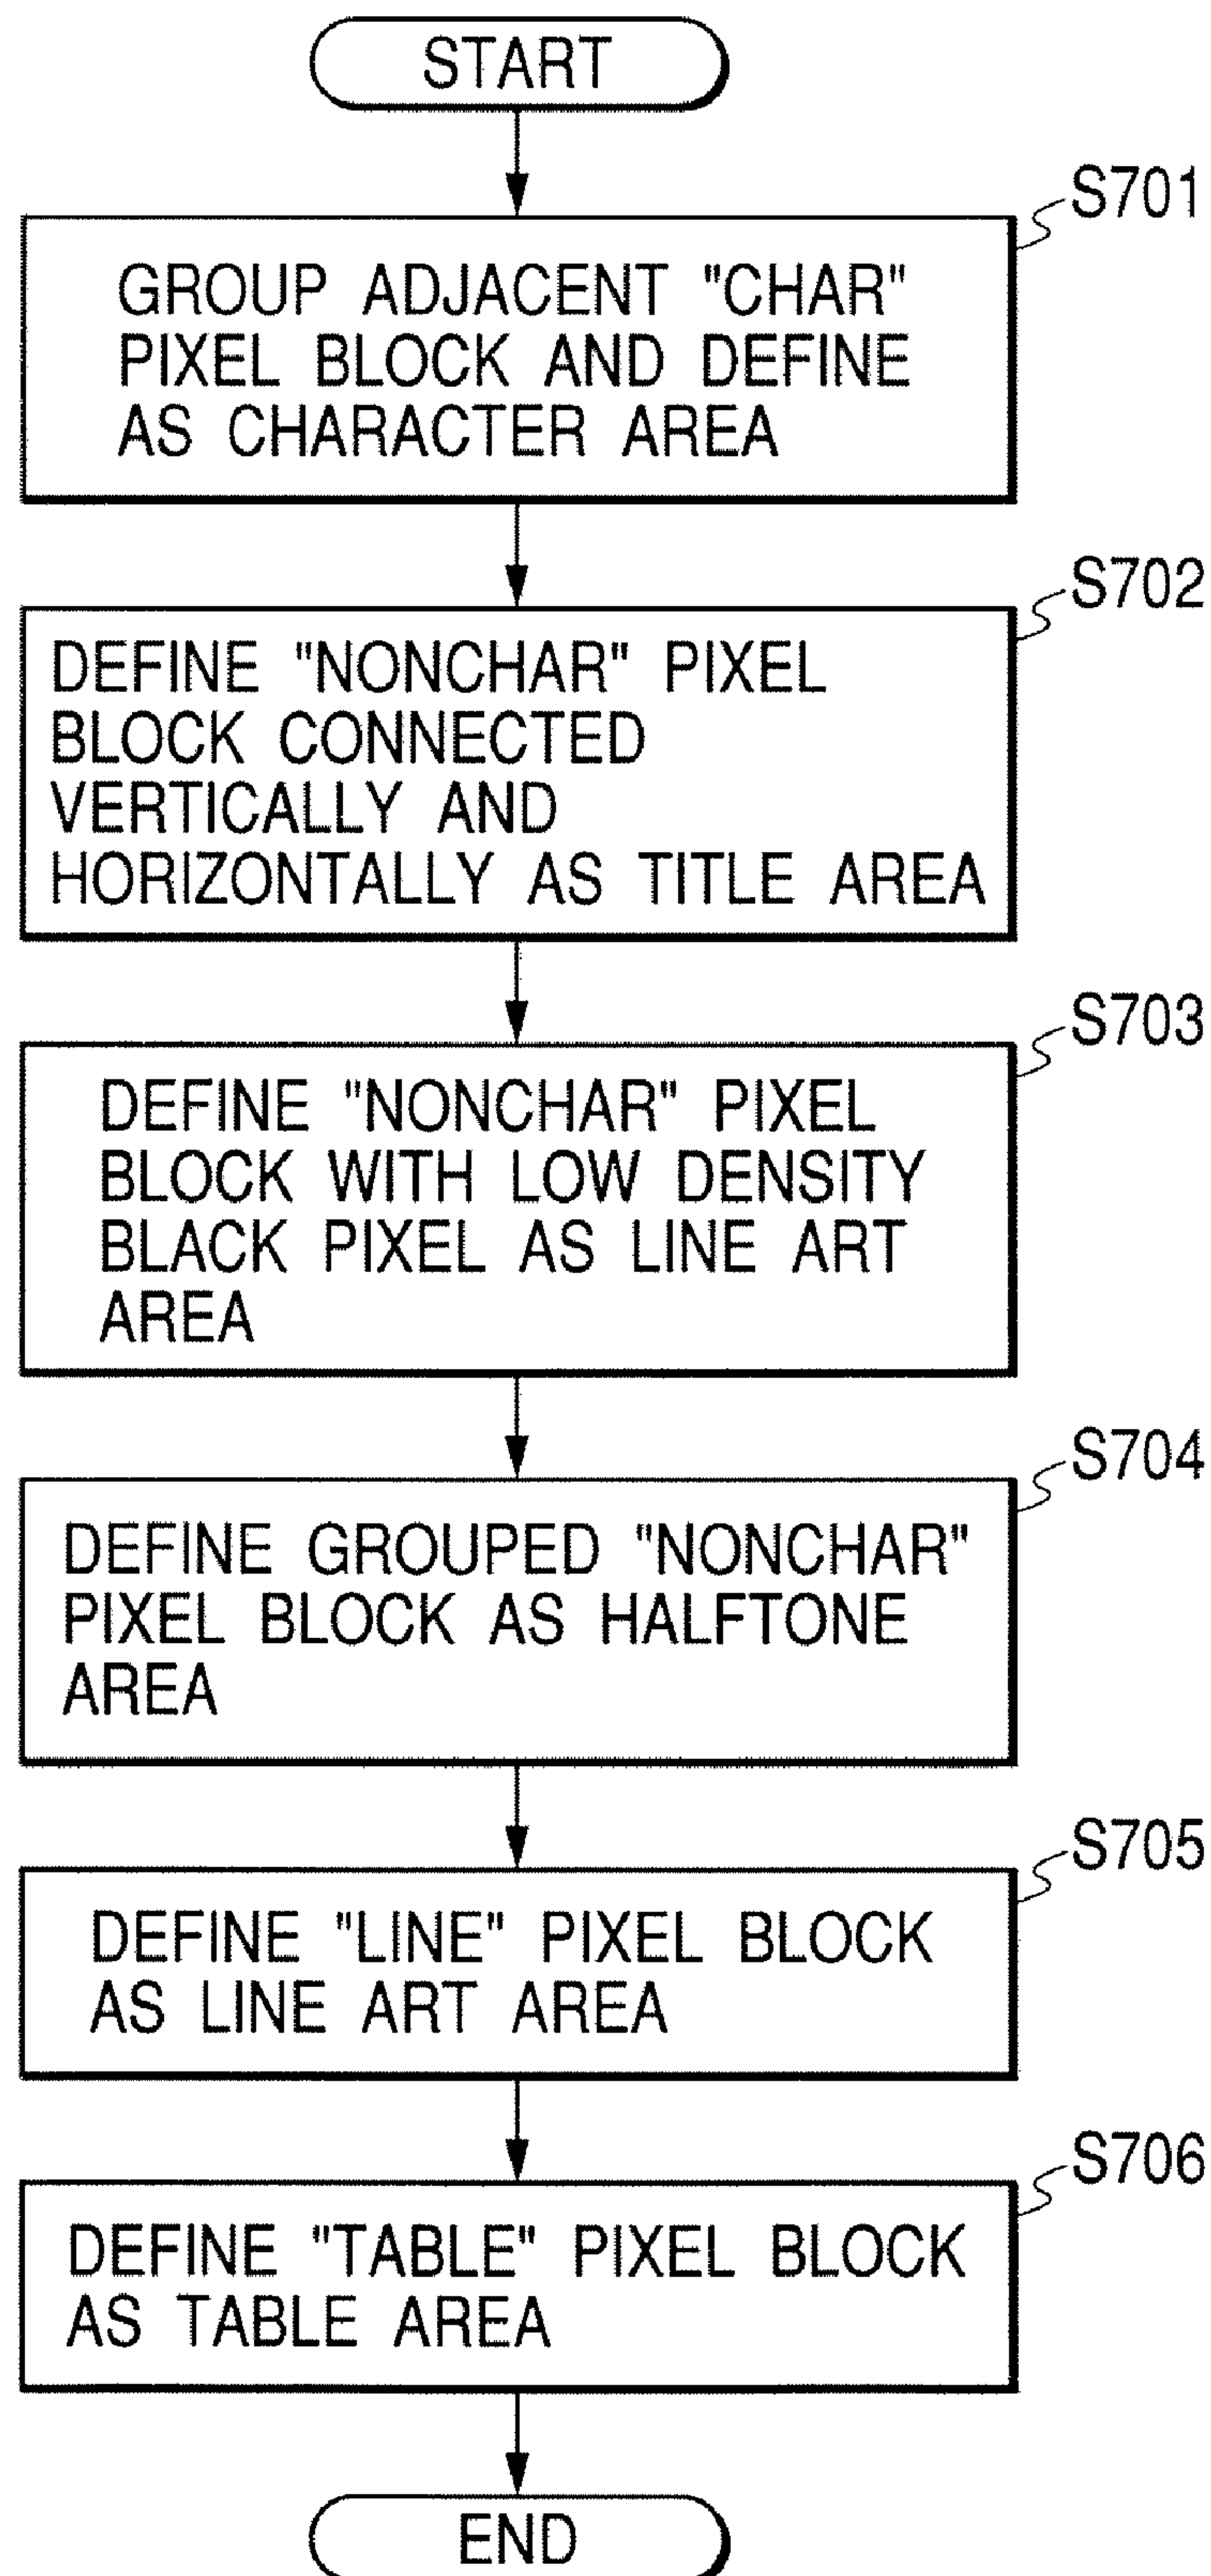 START
S701
GROUP ADJACENT "CHAR"
PIXEL BLOCK AND DEFINE
AS CHARACTER AREA
S702
DEFINE "NONCHAR" PIXEL
BLOCK CONNECTED
VERTICALLY AND
HORIZONTALLY AS TITLE AREA
S703
DEFINE "NONCHAR" PIXEL
BLOCK WITH LOW DENSITY
BLACK PIXEL AS LINE ART
AREA
S704
DEFINE GROUPED "NONCHAR"
PIXEL BLOCK AS HALFTONE
AREA
S705
DEFINE "LINE" PIXEL BLOCK
AS LINE ART AREA
S706
DEFINE "TABLE" PIXEL BLOCK
AS TABLE AREA
END